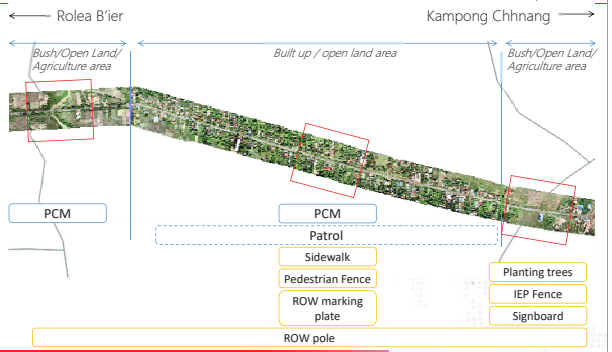 Rolea B'ier
Kampong Chhnang
Bush/Open Land/
Agriculture area
Built up / open land area
Bush/Open Land/
Agriculture area
PCM
PCM
Patrol
Sidewalk
Pedestrian Fence
ROW marking
plate
Planting trees
IEP Fence
Signboard
ROW pole